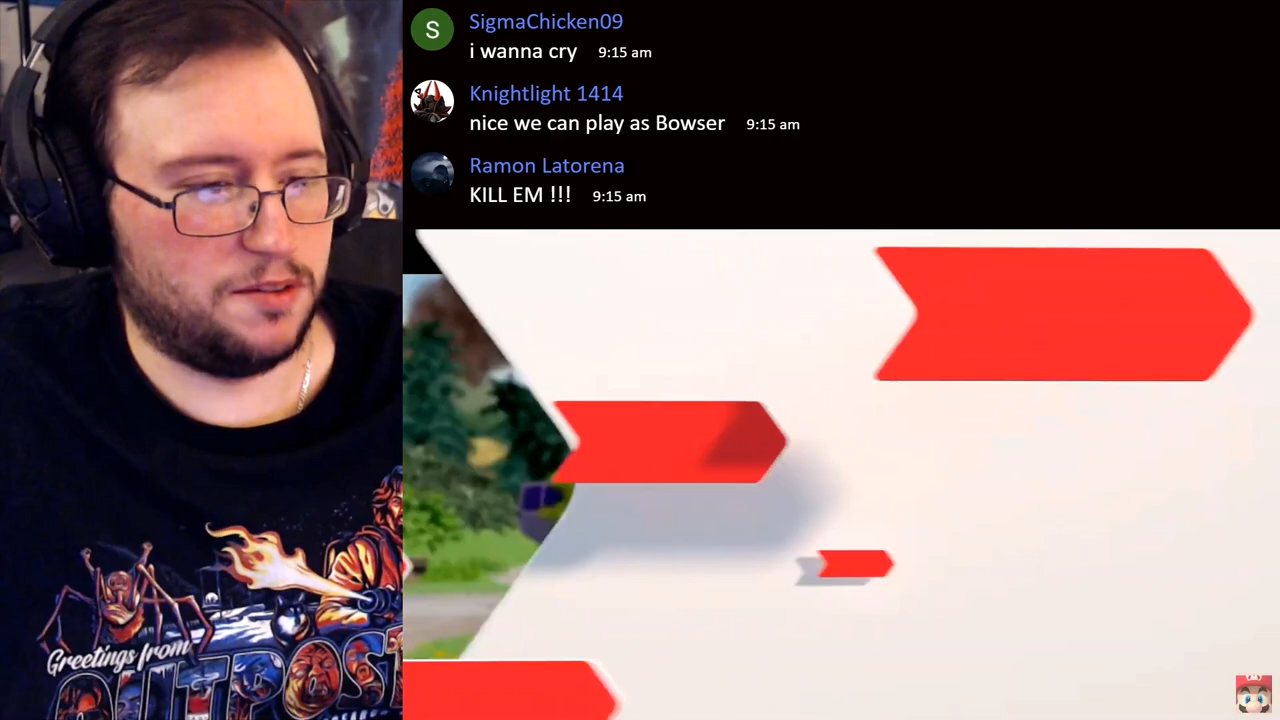 SigmaChicken09
i wanna cry 9:15 am
Knightlight 1414
nice we can play as Bowser 9:15 am
Ramon Latorena
KILL EM !!! 9:15 am
S
Greetings from
OUTPOST